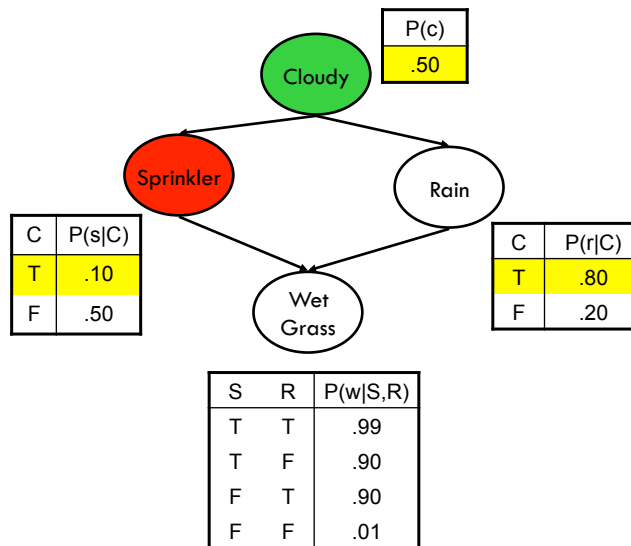 P(c)
.50
Cloudy
Sprinkler
Rain
C P(s|C)
T .10
F .50
C P(r|C)
T .80
F .20
Wet
Grass
S R P(w|S,R)
T T .99
T F .90
F T .90
F F .01